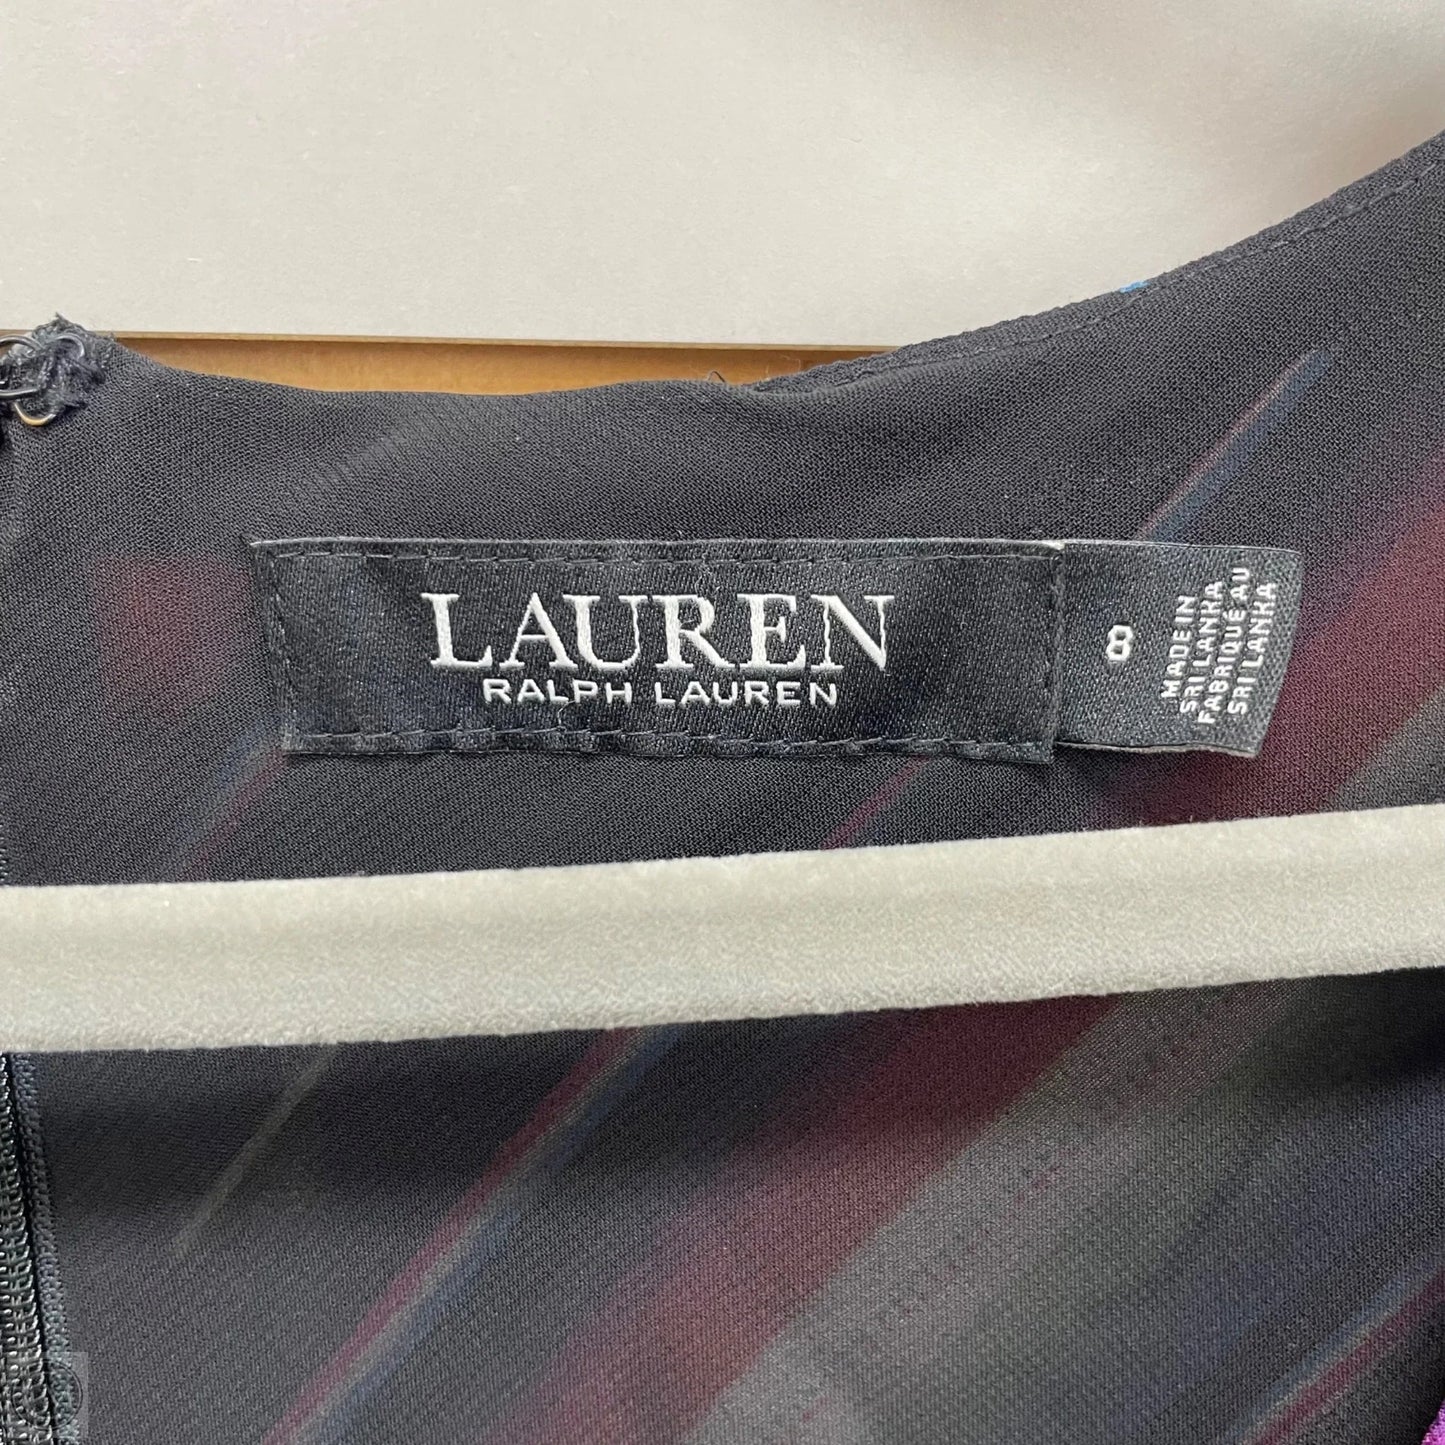 LAUREN
RALPH LAUREN
8
MADE IN
SRI LANKA
FABRIQUÉ AU
SRI LANKA